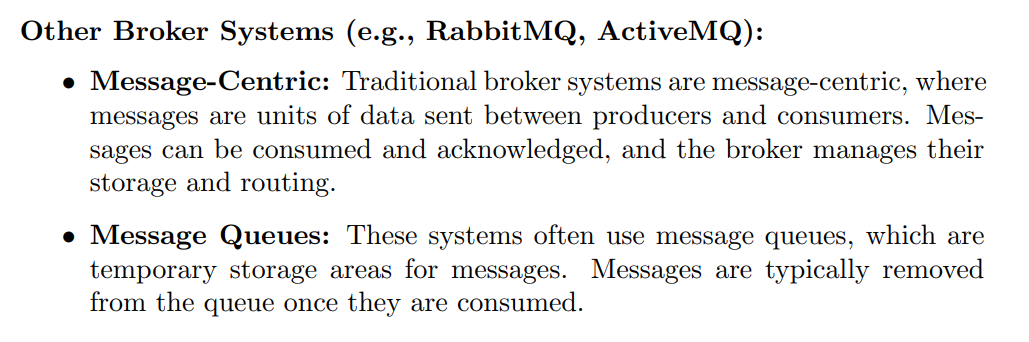 Other Broker Systems (e.g., RabbitMQ, ActiveMQ):
• Message-Centric: Traditional broker systems are message-centric, where
messages are units of data sent between producers and consumers. Mes-
sages can be consumed and acknowledged, and the broker manages their
storage and routing.
• Message Queues: These systems often use message queues, which are
temporary storage areas for messages. Messages are typically removed
from the queue once they are consumed.